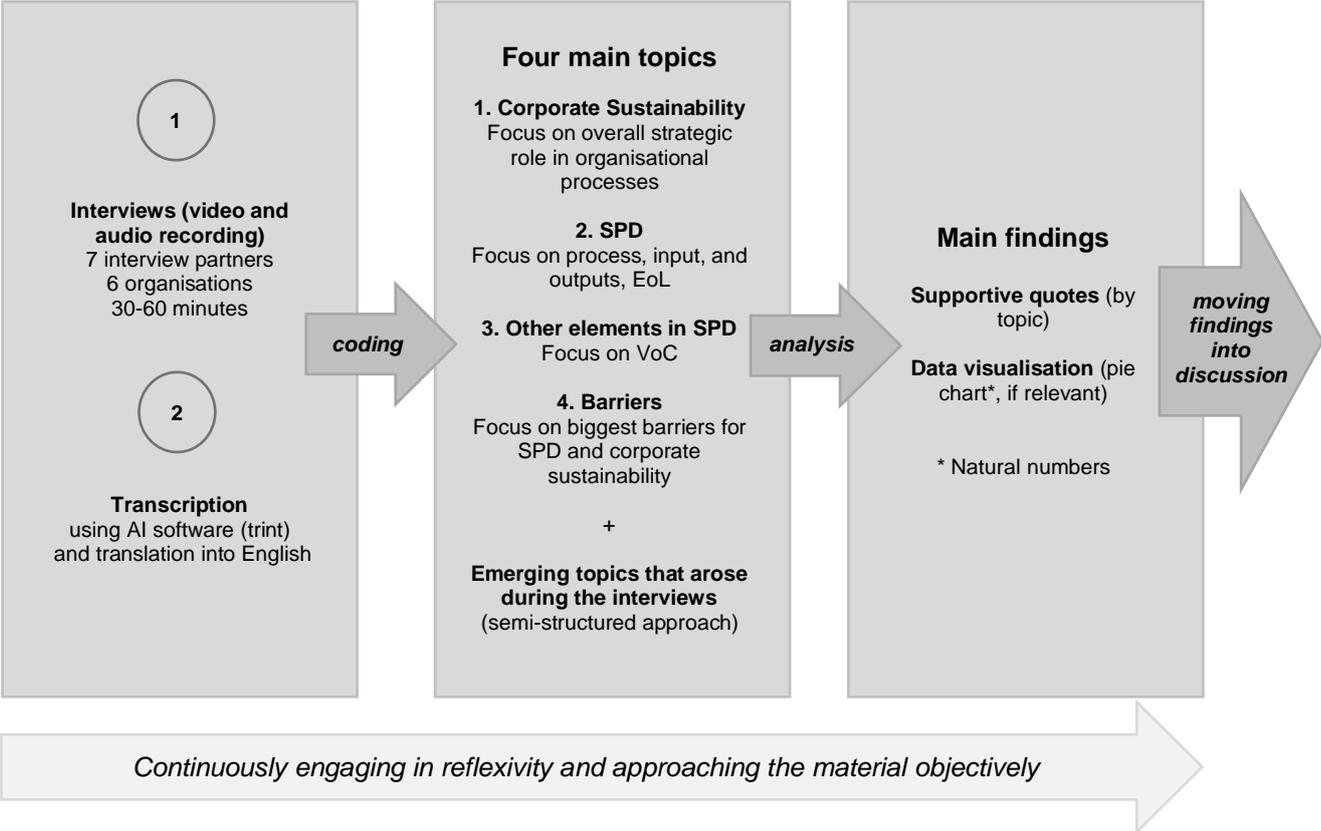 1
Interviews (video and
audio recording)
7 interview partners
6 organisations
30-60 minutes
2
Transcription
using AI software (trint)
and translation into English
coding
Four main topics
1. Corporate Sustainability
Focus on overall strategic
role in organisational
processes
2. SPD
Focus on process, input, and
outputs, EoL
3. Other elements in SPD
Focus on VoC
4. Barriers
Focus on biggest barriers for
SPD and corporate
sustainability
+
Emerging topics that arose
during the interviews
(semi-structured approach)
analysis
Main findings
Supportive quotes (by
topic)
Data visualisation (pie
chart*, if relevant)
* Natural numbers
moving
findings
into
discussion
Continuously engaging in reflexivity and approaching the material objectively